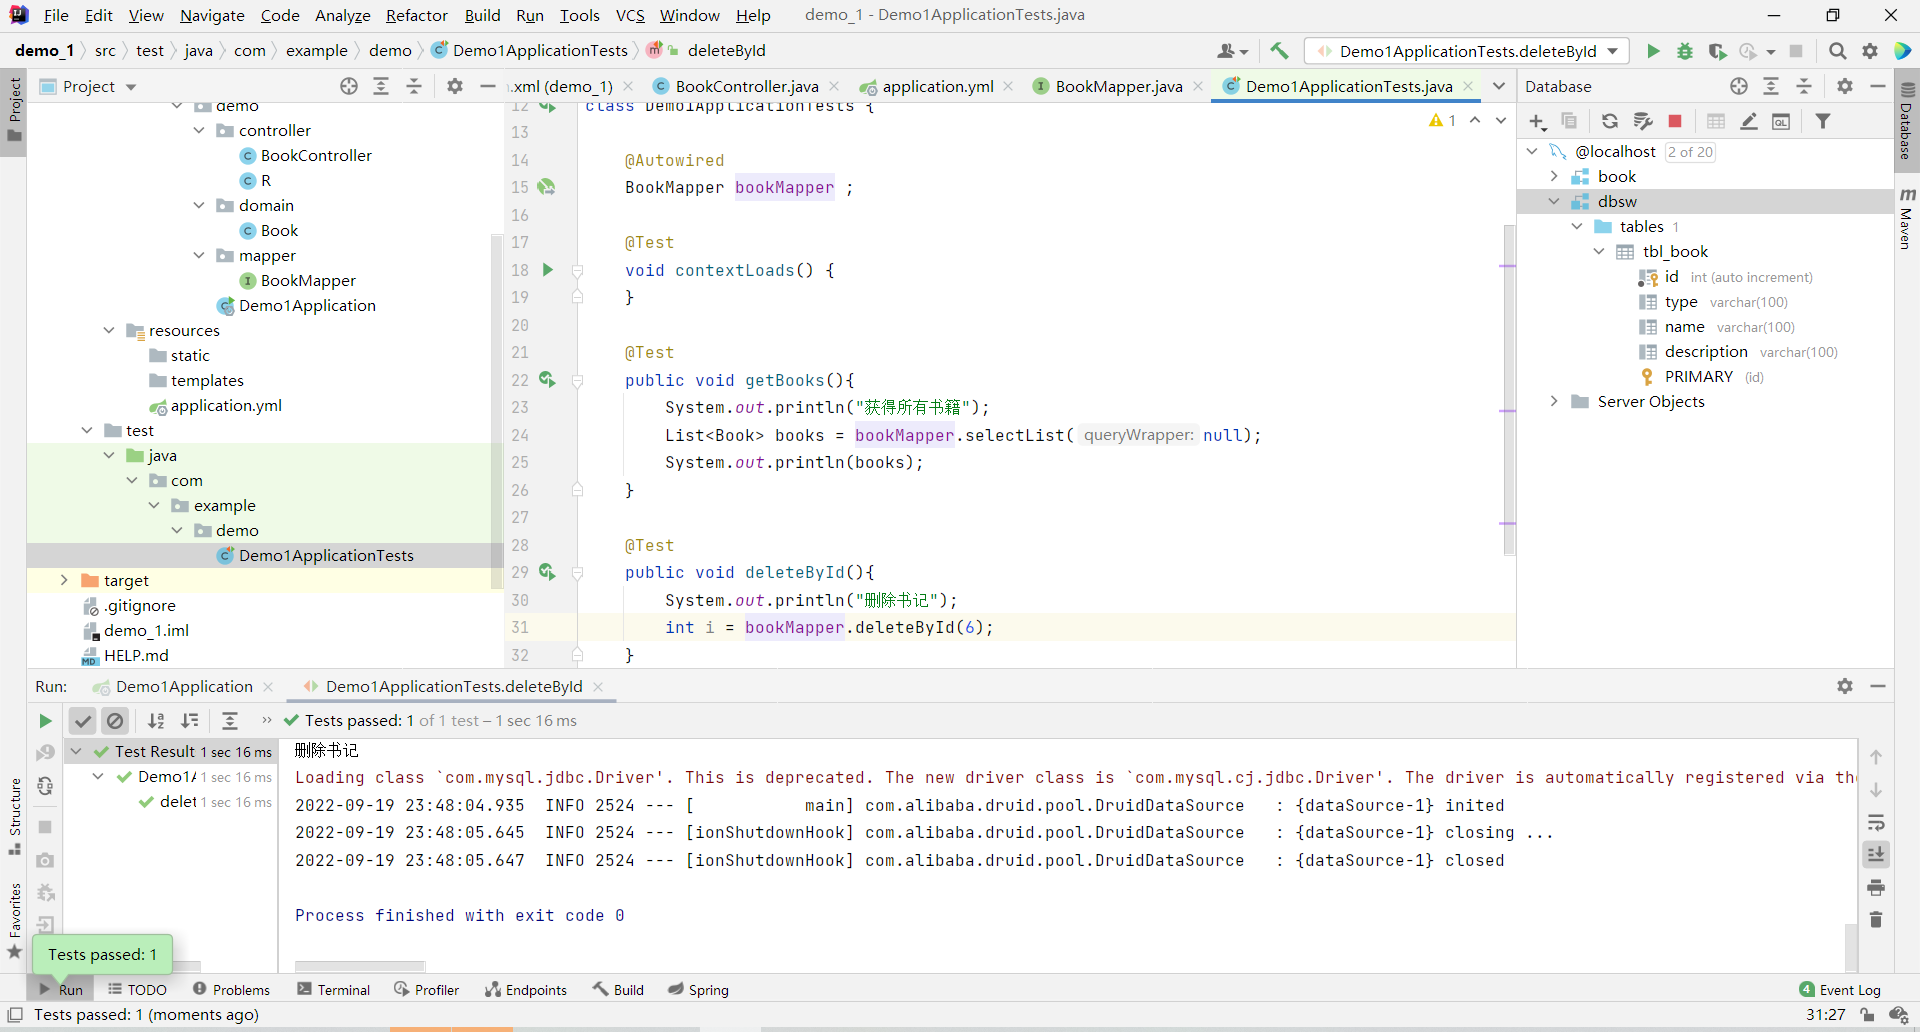 File Edit View Navigate Code Analyze Refactor Build Run Tools VCS Window Help demo_1 - Demo1ApplicationTests.java
demo_1 src test java com example demo Demo1ApplicationTests deleteById
Demo1ApplicationTests.deleteById
Project
.xml (demo_1) BookController.java application.yml BookMapper.java Demo1ApplicationTests.java
Database
Project
Structure
Favorites
demo
controller
BookController
R
domain
Book
mapper
BookMapper
Demo1Application
resources
static
templates
application.yml
test
java
com
example
demo
Demo1ApplicationTests
target
.gitignore
demo_1.iml
HELP.md
1
12 class Demo1ApplicationTests {
13
14 @Autowired
15 BookMapper bookMapper ;
16
17 @Test
18 void contextLoads() {
19 }
20
21 @Test
22 public void getBooks(){
23 System.out.println("获得所有书籍");
24 List<Book> books = bookMapper.selectList( queryWrapper: null);
25 System.out.println(books);
26 }
27
28 @Test
29 public void deleteById(){
30 System.out.println("删除书记");
31 int i = bookMapper.deleteById(6);
32 }
QL
@localhost 2 of 20
book
dbsw
tables 1
tbl_book
id int (auto increment)
type varchar(100)
name varchar(100)
description varchar(100)
PRIMARY (id)
Server Objects
Database
Maven
Run: Demo1Application Demo1ApplicationTests.deleteById
Tests passed: 1 of 1 test – 1 sec 16 ms
Test Result 1 sec 16 ms
Demo1A 1 sec 16 ms
delet 1 sec 16 ms
删除书记
Loading class `com.mysql.jdbc.Driver'. This is deprecated. The new driver class is `com.mysql.cj.jdbc.Driver'. The driver is automatically registered via the
2022-09-19 23:48:04.935 INFO 2524 --- [ main] com.alibaba.druid.pool.DruidDataSource : {dataSource-1} inited
2022-09-19 23:48:05.645 INFO 2524 --- [ionShutdownHook] com.alibaba.druid.pool.DruidDataSource : {dataSource-1} closing ...
2022-09-19 23:48:05.647 INFO 2524 --- [ionShutdownHook] com.alibaba.druid.pool.DruidDataSource : {dataSource-1} closed
Process finished with exit code 0
Tests passed: 1
Run TODO Problems Terminal Profiler Endpoints Build Spring 4 Event Log
Tests passed: 1 (moments ago) 31:27